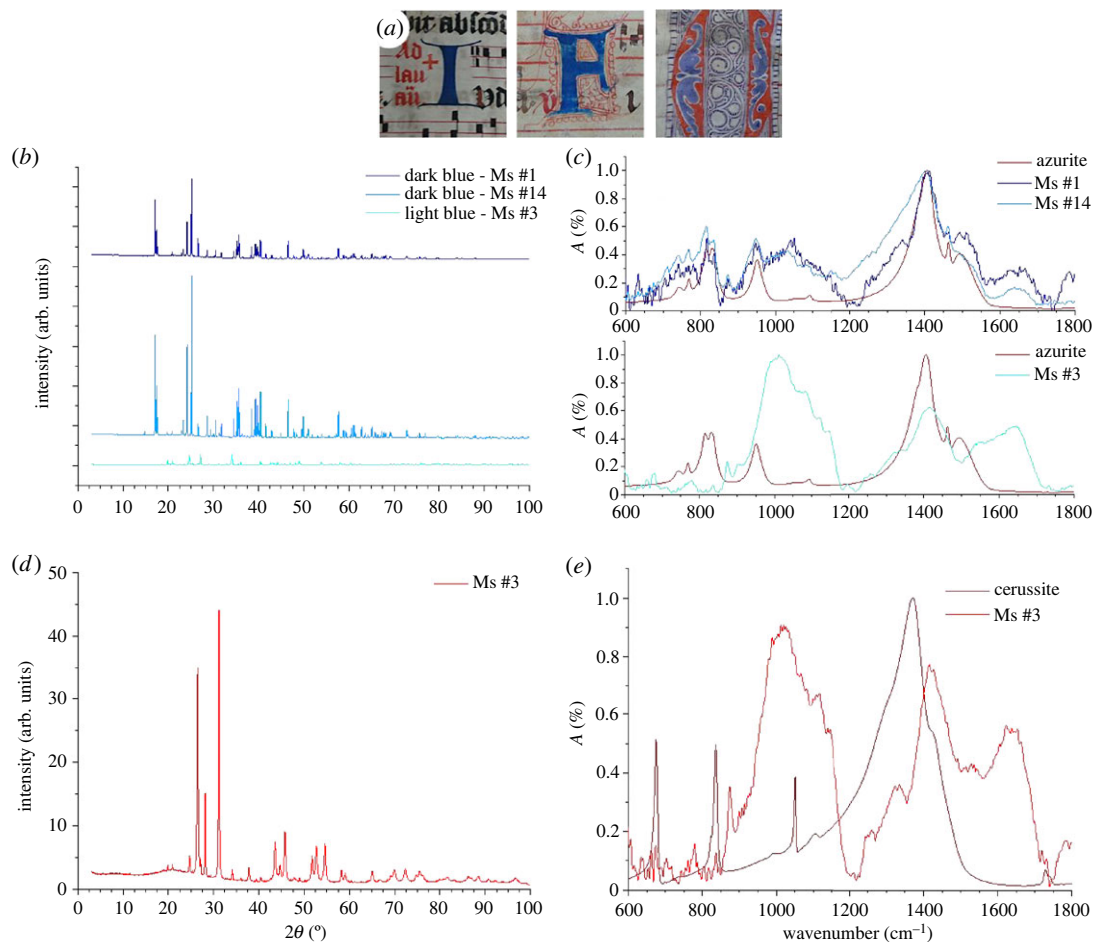 (a)
(b)
dark blue - Ms #1
dark blue - Ms #14
light blue - Ms #3
intensity (arb. units)
0 10 20 30 40 50 60 70 80 90 100
(c)
azurite
Ms #1
Ms #14
A (%)
1.0
0.8
0.6
0.4
0.2
0
600 800 1000 1200 1400 1600 1800
azurite
Ms #3
A (%)
1.0
0.8
0.6
0.4
0.2
0
600 800 1000 1200 1400 1600 1800
(d)
Ms #3
intensity (arb. units)
50
40
30
20
10
0
0 10 20 30 40 50 60 70 80 90 100
2θ (º)
(e)
cerussite
Ms #3
A (%)
1.0
0.8
0.6
0.4
0.2
0
600 800 1000 1200 1400 1600 1800
wavenumber (cm⁻¹)